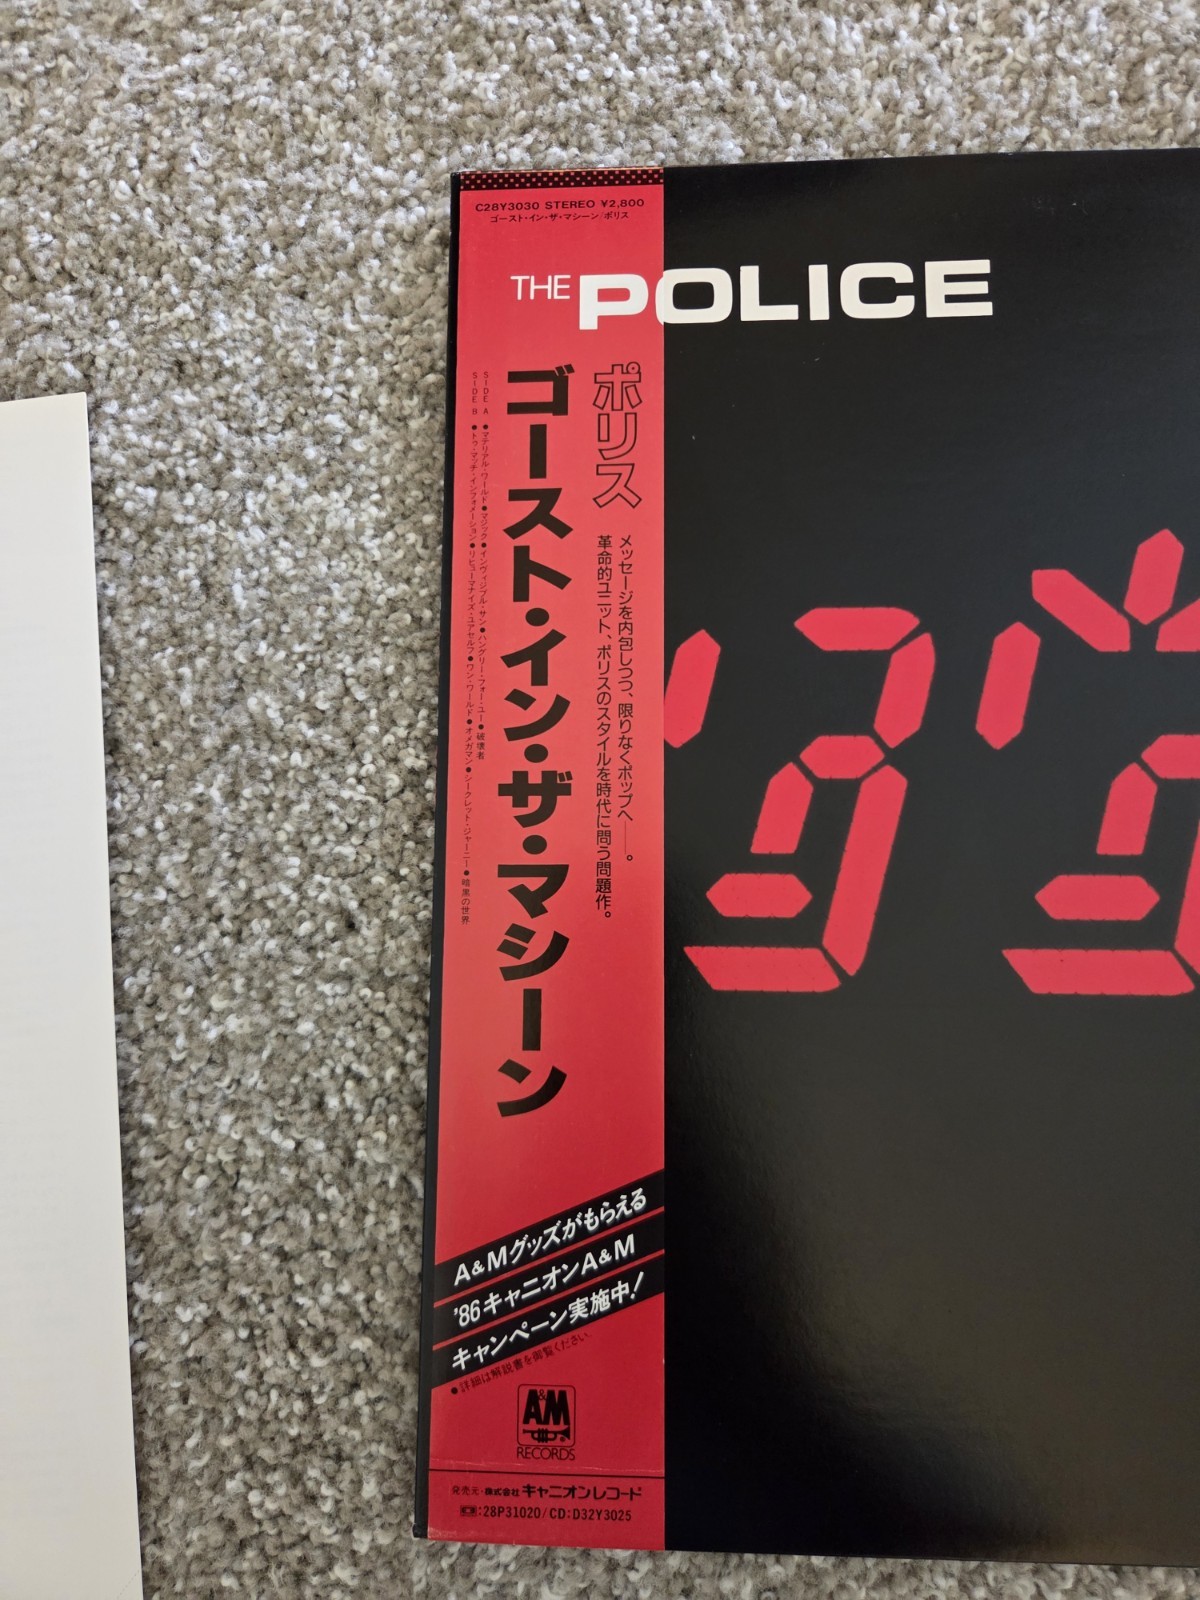 C28Y3030 STEREO ¥2,800
ゴースト・イン・ザ・マシーン/ポリス
THE POLICE
ポリス
メッセージを内包しつつ、限りなくポップへ——。
革命的ユニット、ポリスのスタイルを時代に問う問題作。
ゴースト・イン・ザ・マシーン
SIDE A ●マテリアル・ワールド●マジック●インヴィジブル・サン●ハングリー・フォー・ユー●破壊者
SIDE B ●トゥ・マッチ・インフォメーション●リヒューマナイズ・ユアセルフ●ワン・ワールド●オメガマン●シークレット・ジャーニー●暗黒の世界
A&Mグッズがもらえる
'86キャニオンA&M
キャンペーン実施中!
●詳細は解説書を御覧ください。
A&M
RECORDS
発売元・株式会社キャニオンレコード
:28P31020/CD:D32Y3025